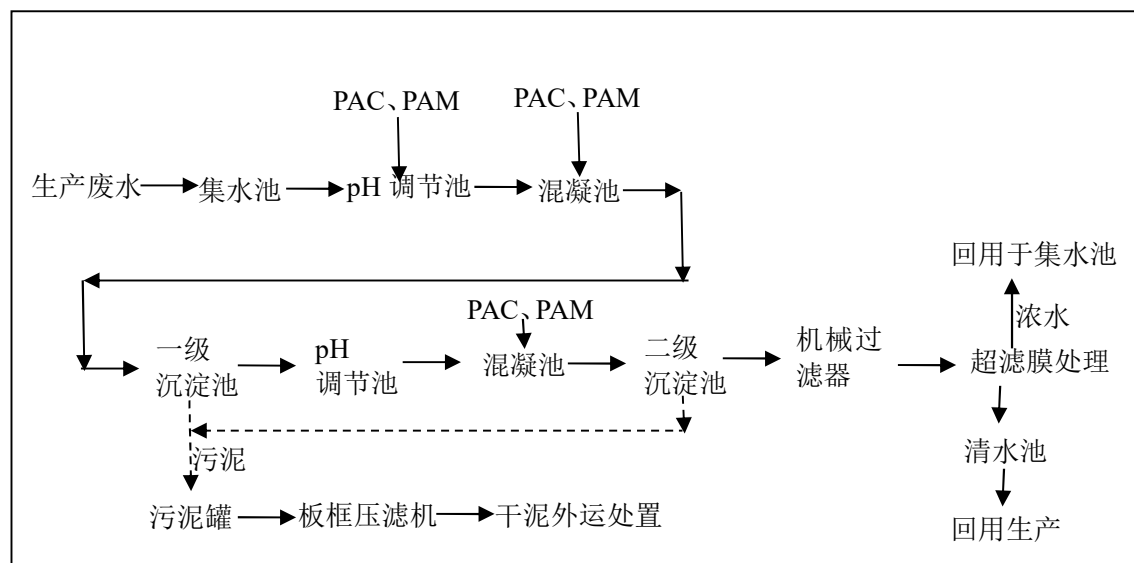 PAC、PAM
PAC、PAM
生产废水
集水池
pH 调节池
混凝池
回用于集水池
浓水
PAC、PAM
一级
沉淀池
pH
调节池
混凝池
二级
沉淀池
机械过
滤器
超滤膜处理
污泥
清水池
污泥罐
板框压滤机
干泥外运处置
回用生产